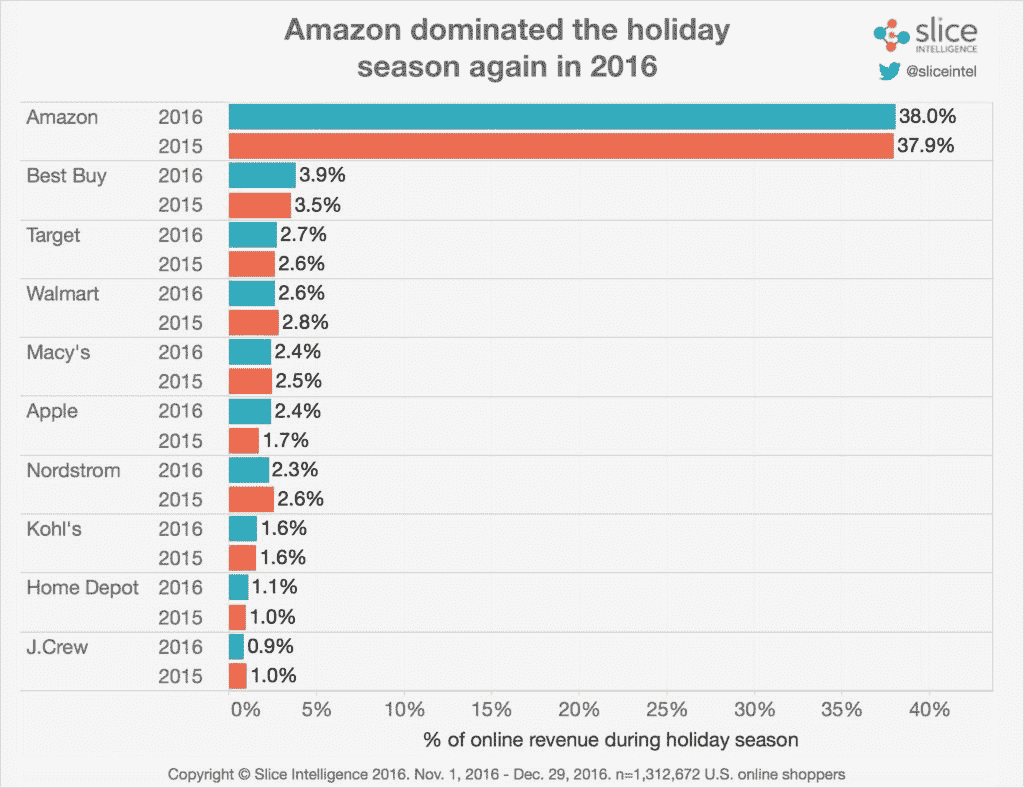 Amazon dominated the holiday
season again in 2016
slice
INTELLIGENCE
@sliceintel
Amazon 2016 38.0%
2015 37.9%
Best Buy 2016 3.9%
2015 3.5%
Target 2016 2.7%
2015 2.6%
Walmart 2016 2.6%
2015 2.8%
Macy's 2016 2.4%
2015 2.5%
Apple 2016 2.4%
2015 1.7%
Nordstrom 2016 2.3%
2015 2.6%
Kohl's 2016 1.6%
2015 1.6%
Home Depot 2016 1.1%
2015 1.0%
J.Crew 2016 0.9%
2015 1.0%
0% 5% 10% 15% 20% 25% 30% 35% 40%
% of online revenue during holiday season
Copyright © Slice Intelligence 2016. Nov. 1, 2016 - Dec. 29, 2016. n=1,312,672 U.S. online shoppers